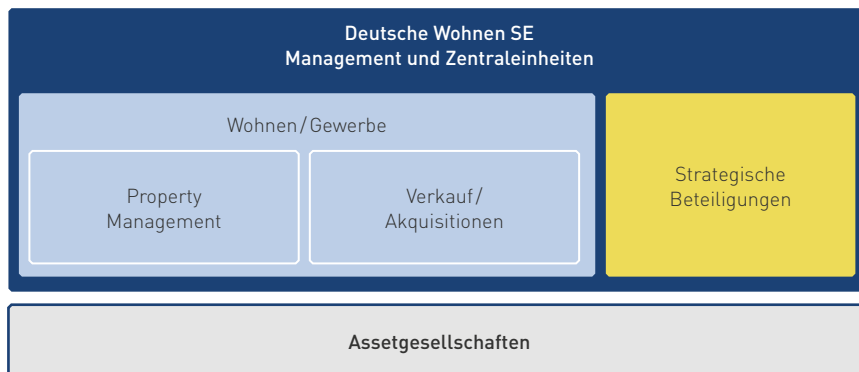 Deutsche Wohnen SE
Management und Zentraleinheiten
Wohnen/Gewerbe
Property
Management
Verkauf/
Akquisitionen
Strategische
Beteiligungen
Assetgesellschaften